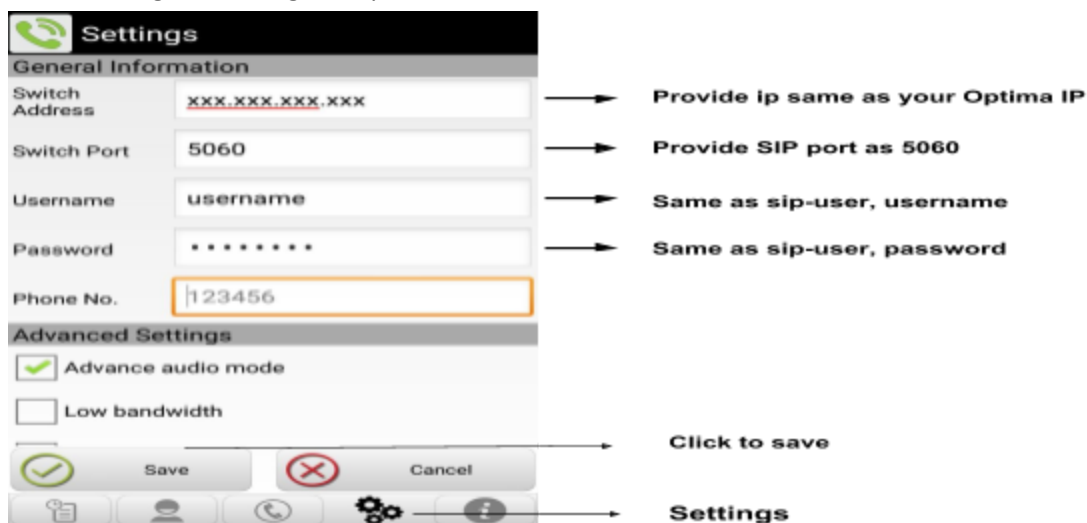 Settings
General Information
Switch
Address
xxx.xxx.xxx.xxx
Provide ip same as your Optima IP
Switch Port
5060
Provide SIP port as 5060
Username
username
Same as sip-user, username
Password
Same as sip-user, password
Phone No.
123456
Advanced Settings
Advance audio mode
Low bandwidth
Click to save
Save
Cancel
Settings